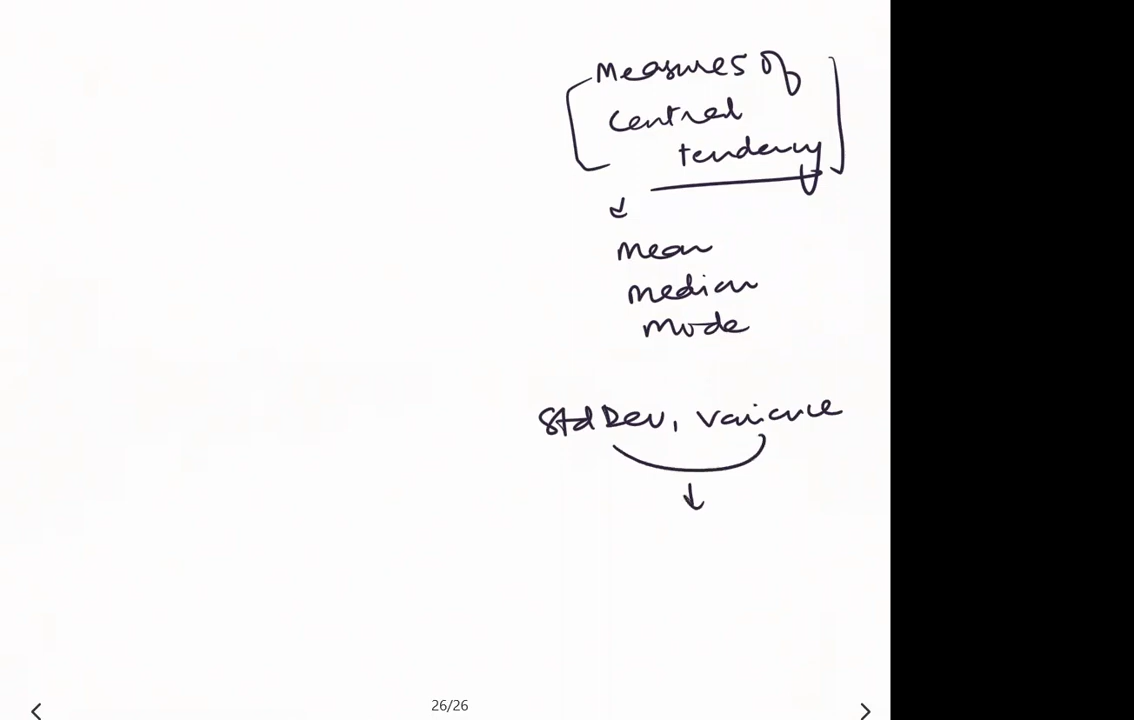 Measures of
Central
tendency
Mean
Median
Mode
Std Dev, Variance
26/26